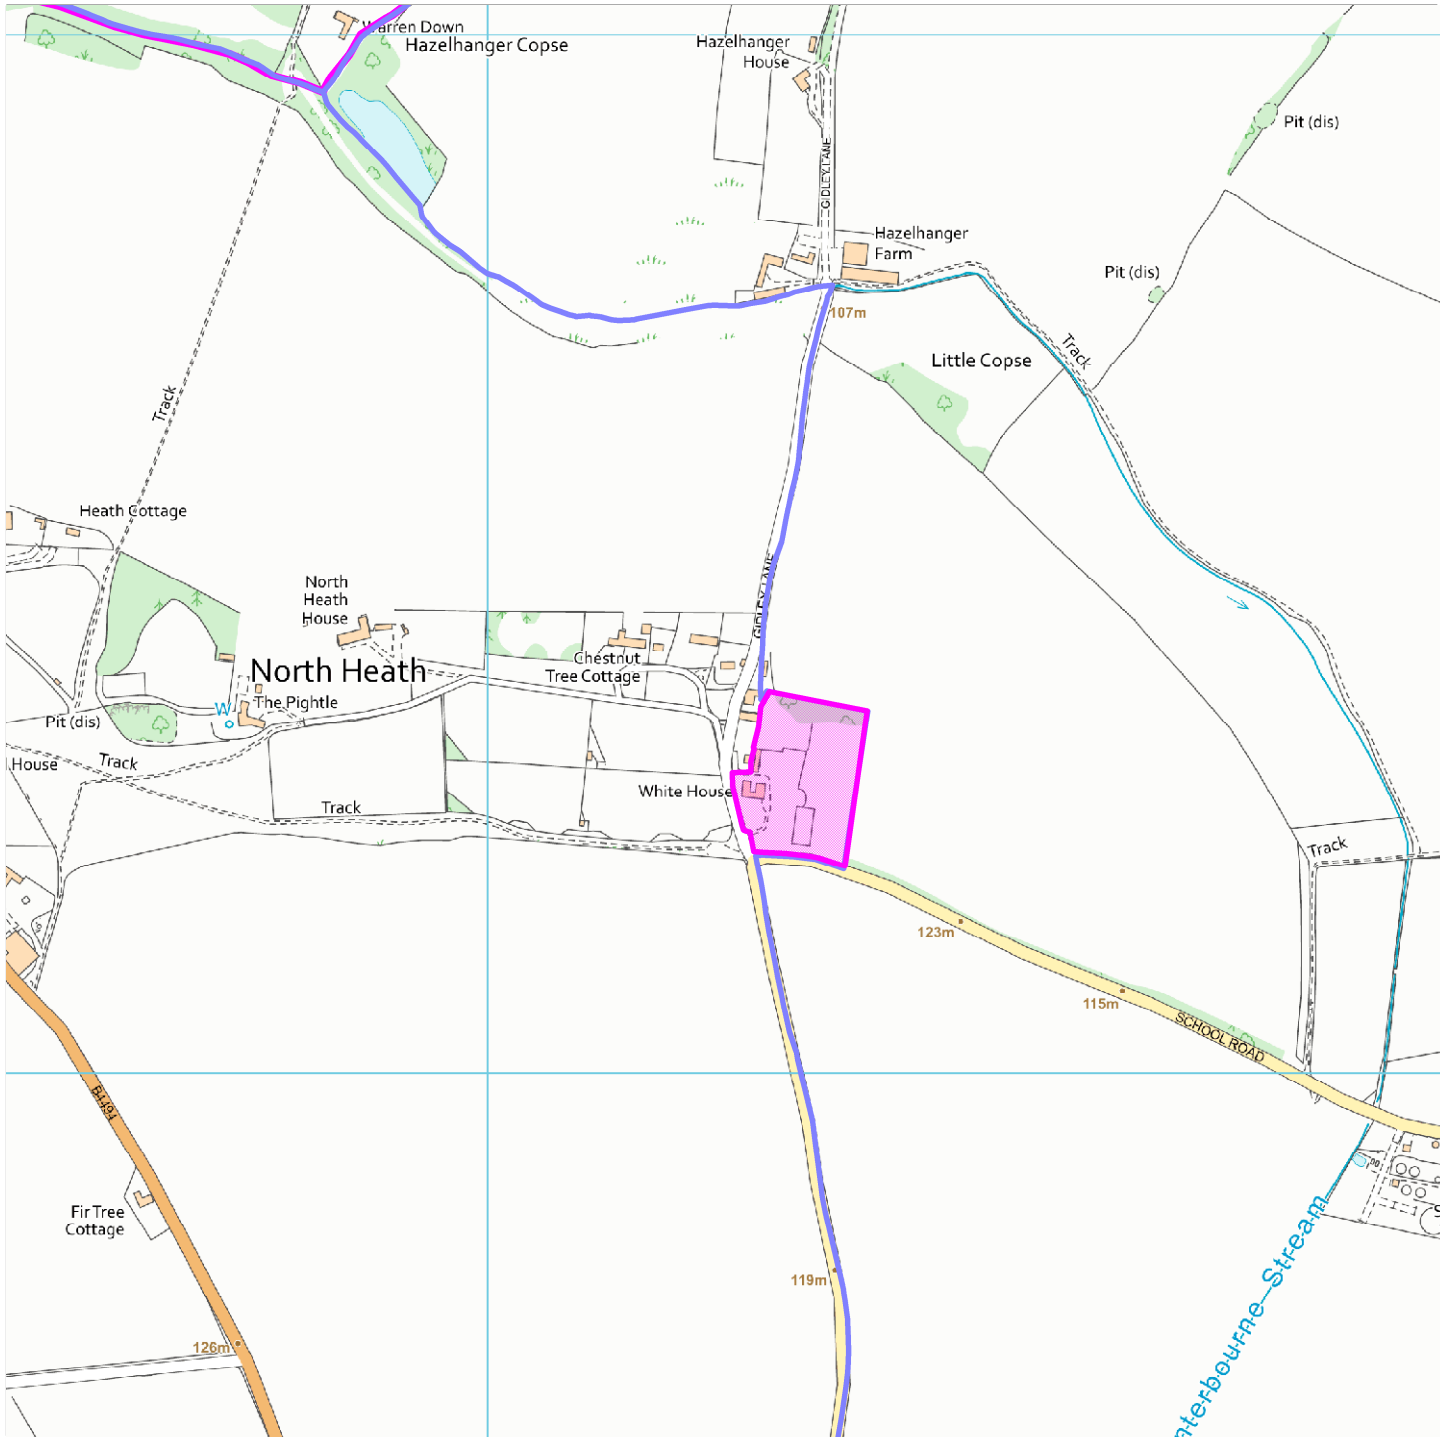 Warren Down
Hazelhanger Copse
Hazelhanger
House
Pit (dis)
GIDLEY LANE
Hazelhanger
Farm
Pit (dis)
107m
Track
Little Copse
Track
Heath Cottage
GIDLEY LANE
North
Heath
House
Chestnut
Tree Cottage
North Heath
The Pightle
W
Pit (dis)
House
Track
White House
Track
Track
123m
115m
SCHOOL ROAD
B4494
Fir Tree
Cottage
S
119m
nterbourne Stream
126m